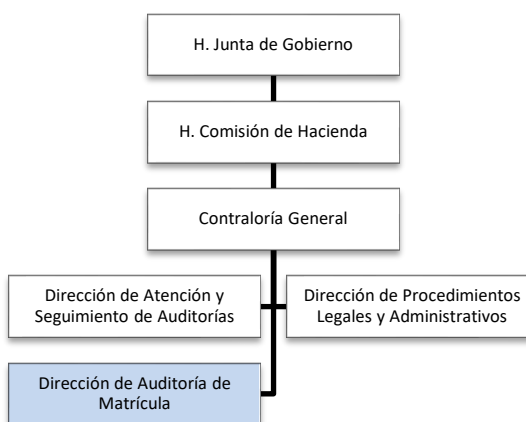 H. Junta de Gobierno
H. Comisión de Hacienda
Contraloría General
Dirección de Atención y
Seguimiento de Auditorías
Dirección de Procedimientos
Legales y Administrativos
Dirección de Auditoría de
Matrícula